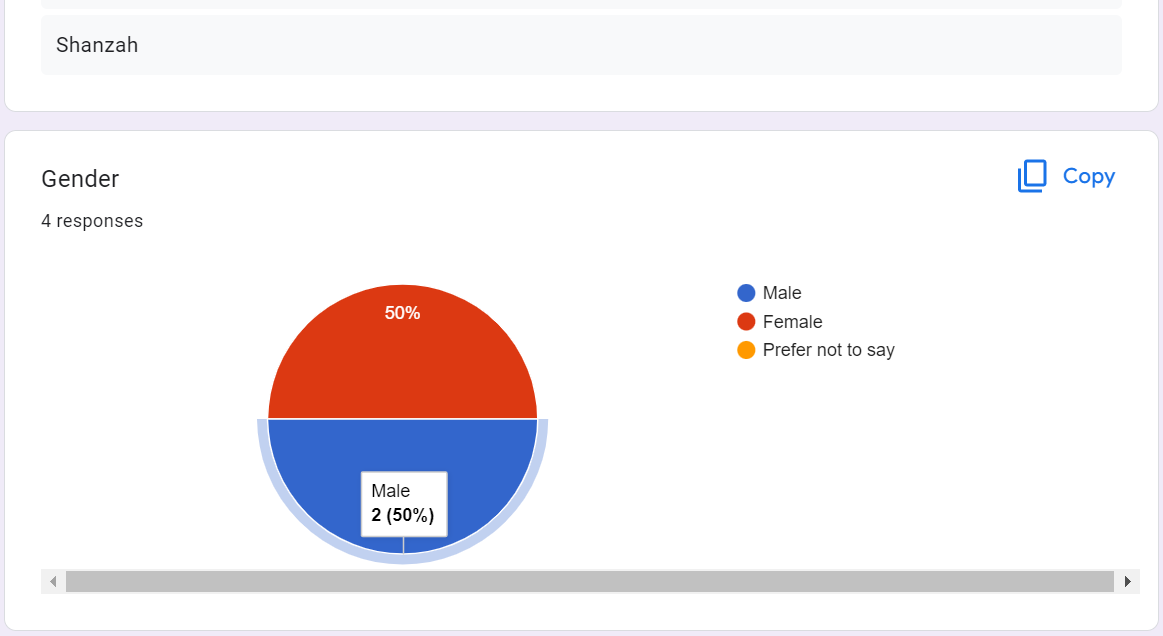 Shanzah
Gender
Copy
4 responses
50%
Male
2 (50%)
Male
Female
Prefer not to say